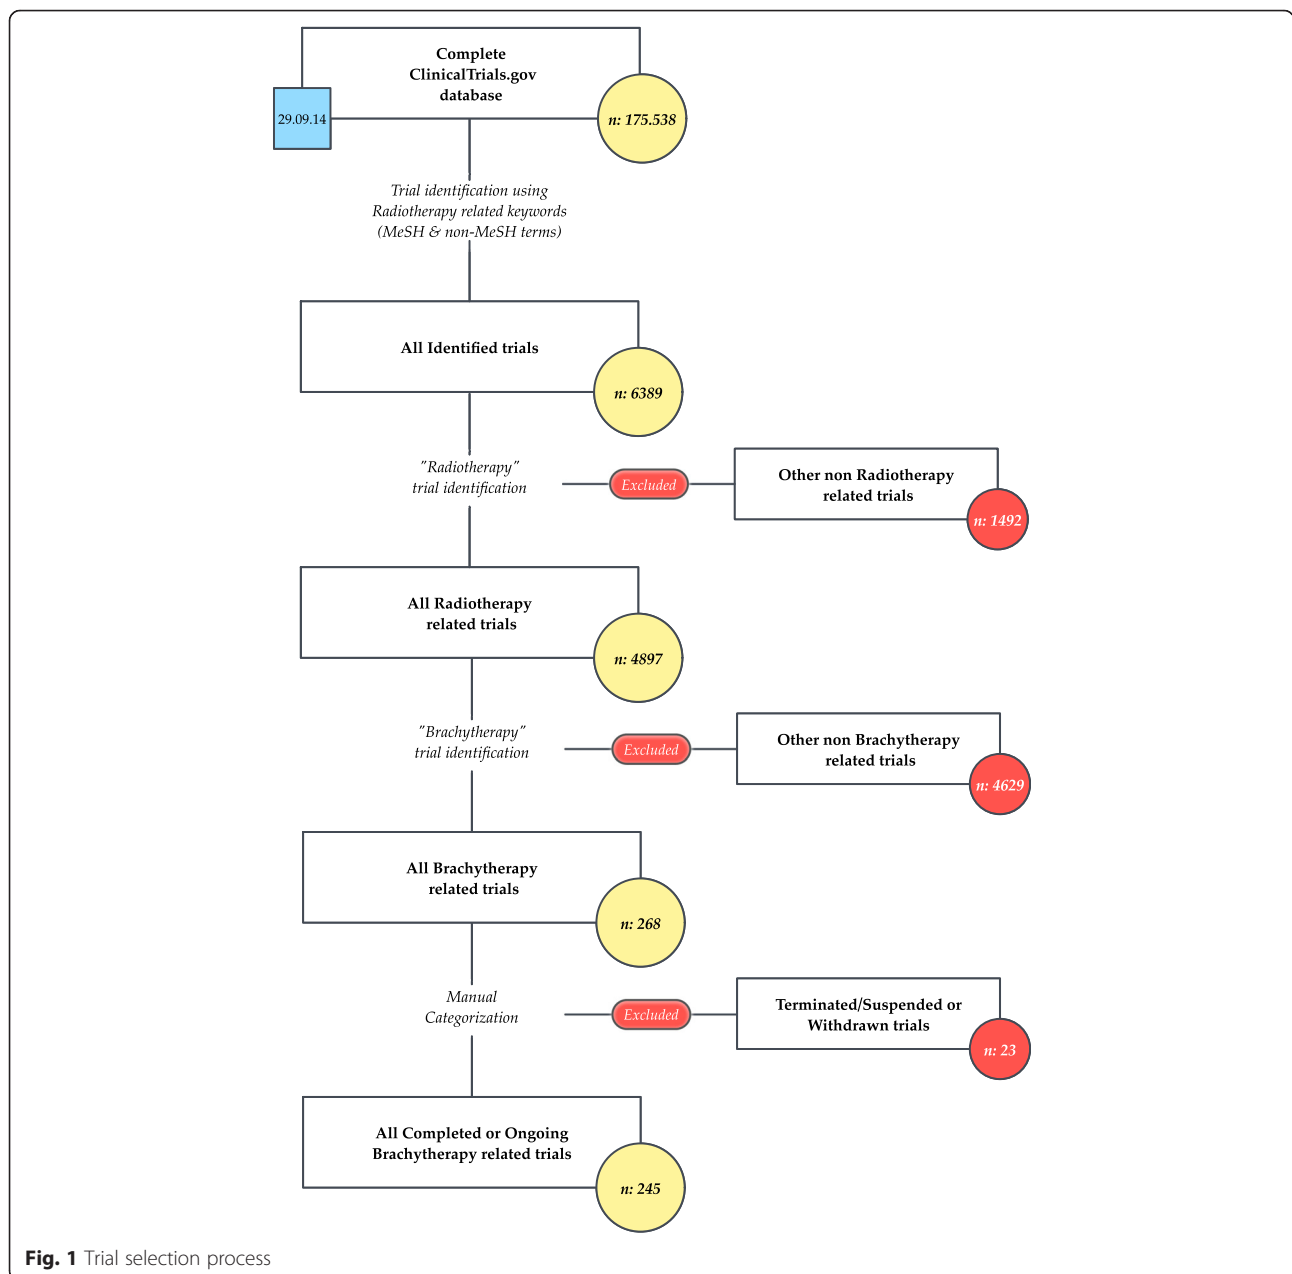 Complete
ClinicalTrials.gov
database
29.09.14
n: 175.538
Trial identification using
Radiotherapy related keywords
(MeSH & non-MeSH terms)
All Identified trials
n: 6389
"Radiotherapy"
trial identification
Excluded
Other non Radiotherapy
related trials
n: 1492
All Radiotherapy
related trials
n: 4897
"Brachytherapy"
trial identification
Excluded
Other non Brachytherapy
related trials
n: 4629
All Brachytherapy
related trials
n: 268
Manual
Categorization
Excluded
Terminated/Suspended or
Withdrawn trials
n: 23
All Completed or Ongoing
Brachytherapy related trials
n: 245
Fig. 1 Trial selection process